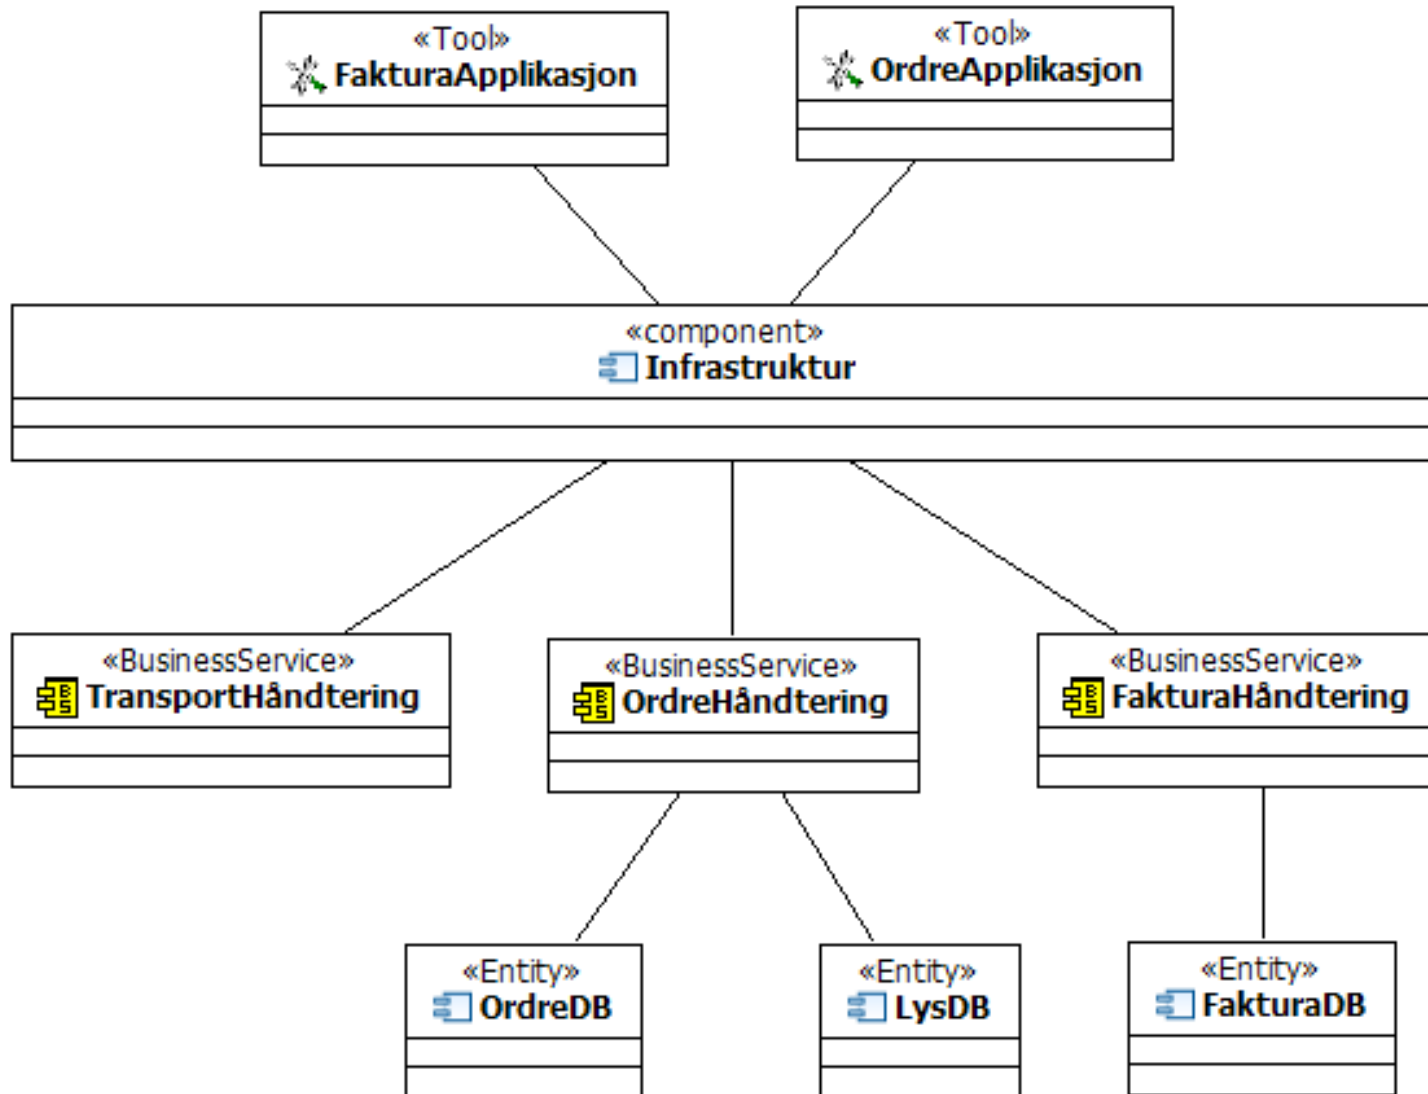 «Tool»
FakturaApplikasjon
«Tool»
OrdreApplikasjon
«component»
Infrastruktur
«BusinessService»
TransportHåndtering
«BusinessService»
OrdreHåndtering
«BusinessService»
FakturaHåndtering
«Entity»
OrdreDB
«Entity»
LysDB
«Entity»
FakturaDB